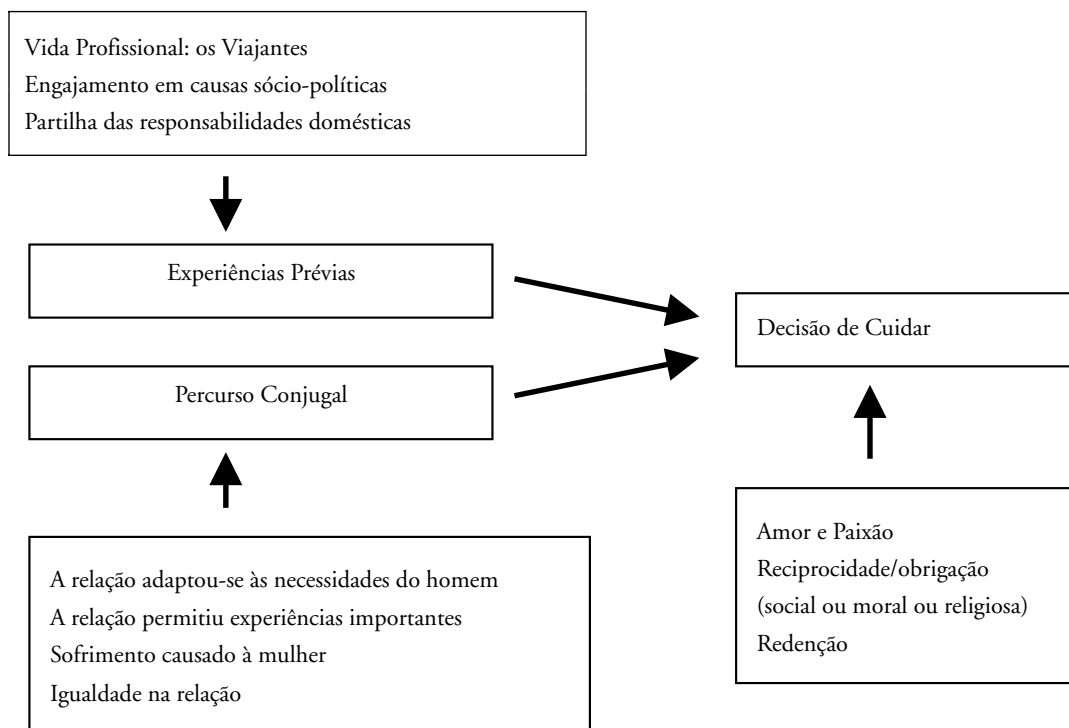 Vida Profissional: os Viajantes
Engajamento em causas sócio-políticas
Partilha das responsabilidades domésticas
Experiências Prévias
Percurso Conjugal
A relação adaptou-se às necessidades do homem
A relação permitiu experiências importantes
Sofrimento causado à mulher
Igualdade na relação
Decisão de Cuidar
Amor e Paixão
Reciprocidade/obrigação
(social ou moral ou religiosa)
Redenção